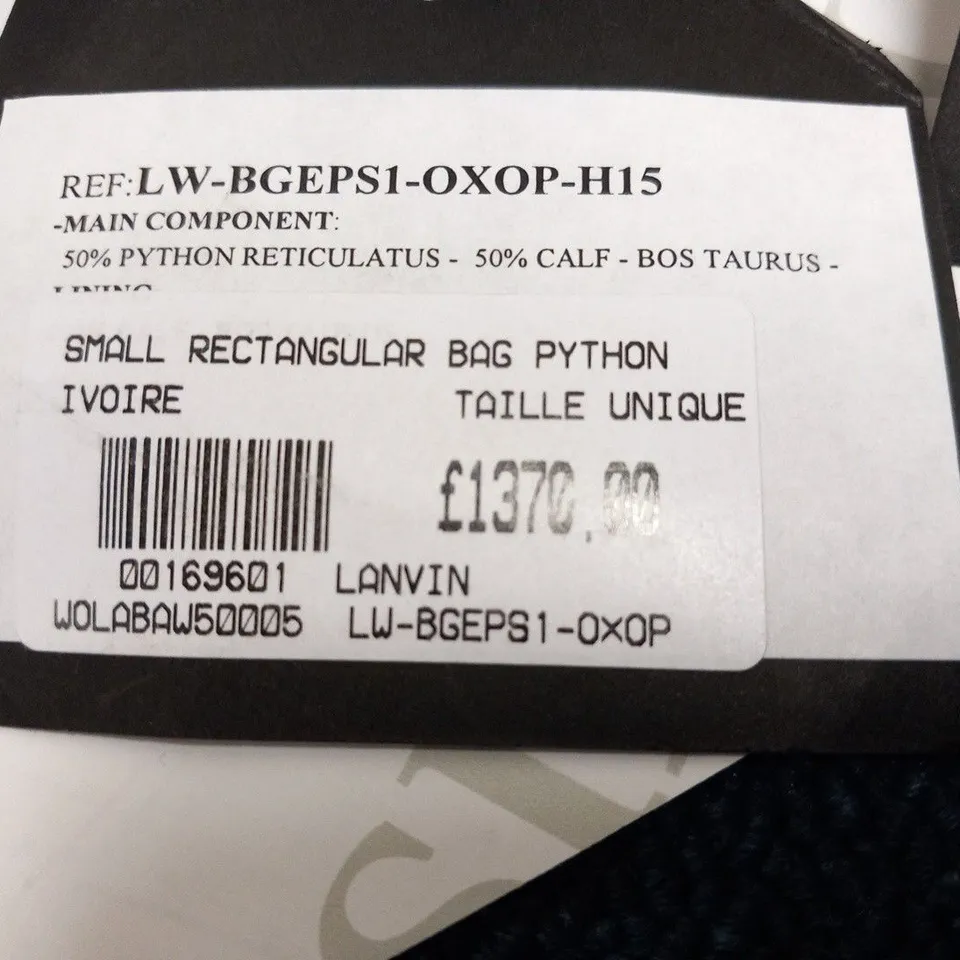 REF:LW-BGEPS1-OXOP-H15
-MAIN COMPONENT:
50% PYTHON RETICULATUS - 50% CALF - BOS TAURUS -
LINING
SMALL RECTANGULAR BAG PYTHON
IVOIRE TAILLE UNIQUE
£1370,00
00169601 LANVIN
WOLABAW50005 LW-BGEPS1-OXOP